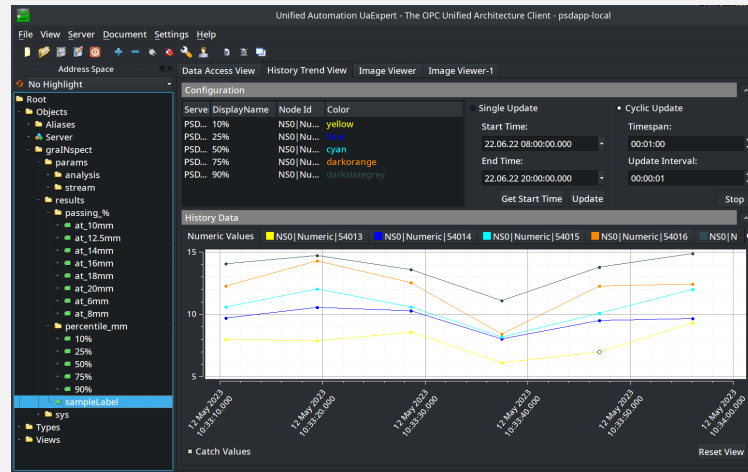 Unified Automation UaExpert - The OPC Unified Architecture Client - psdapp-local
File View Server Document Settings Help
Address Space
No Highlight
Root
Objects
Aliases
Server
graINspect
params
analysis
stream
results
passing_%
at_10mm
at_12.5mm
at_14mm
at_16mm
at_18mm
at_20mm
at_6mm
at_8mm
percentile_mm
10%
25%
50%
75%
90%
sampleLabel
sys
Types
Views
Data Access View History Trend View Image Viewer Image Viewer-1
Configuration
Serve DisplayName Node Id Color
PSD... 10% NS0|Nu... yellow
PSD... 25% NS0|Nu...
PSD... 50% NS0|Nu... cyan
PSD... 75% NS0|Nu... darkorange
PSD... 90% NS0|Nu... darkslategrey
Single Update
Start Time:
22.06.22 08:00:00.000
End Time:
22.06.22 20:00:00.000
Get Start Time Update
Cyclic Update
Timespan:
00:01:00
Update Interval:
00:00:01
Stop
History Data
Numeric Values NS0|Numeric|54013 NS0|Numeric|54014 NS0|Numeric|54015 NS0|Numeric|54016 NS0|N
15
10
5
12 May 2023
10:33:10.000
12 May 2023
10:33:20.000
12 May 2023
10:33:30.000
12 May 2023
10:33:40.000
12 May 2023
10:33:50.000
12 May 2023
10:34:00.000
Catch Values
Reset View